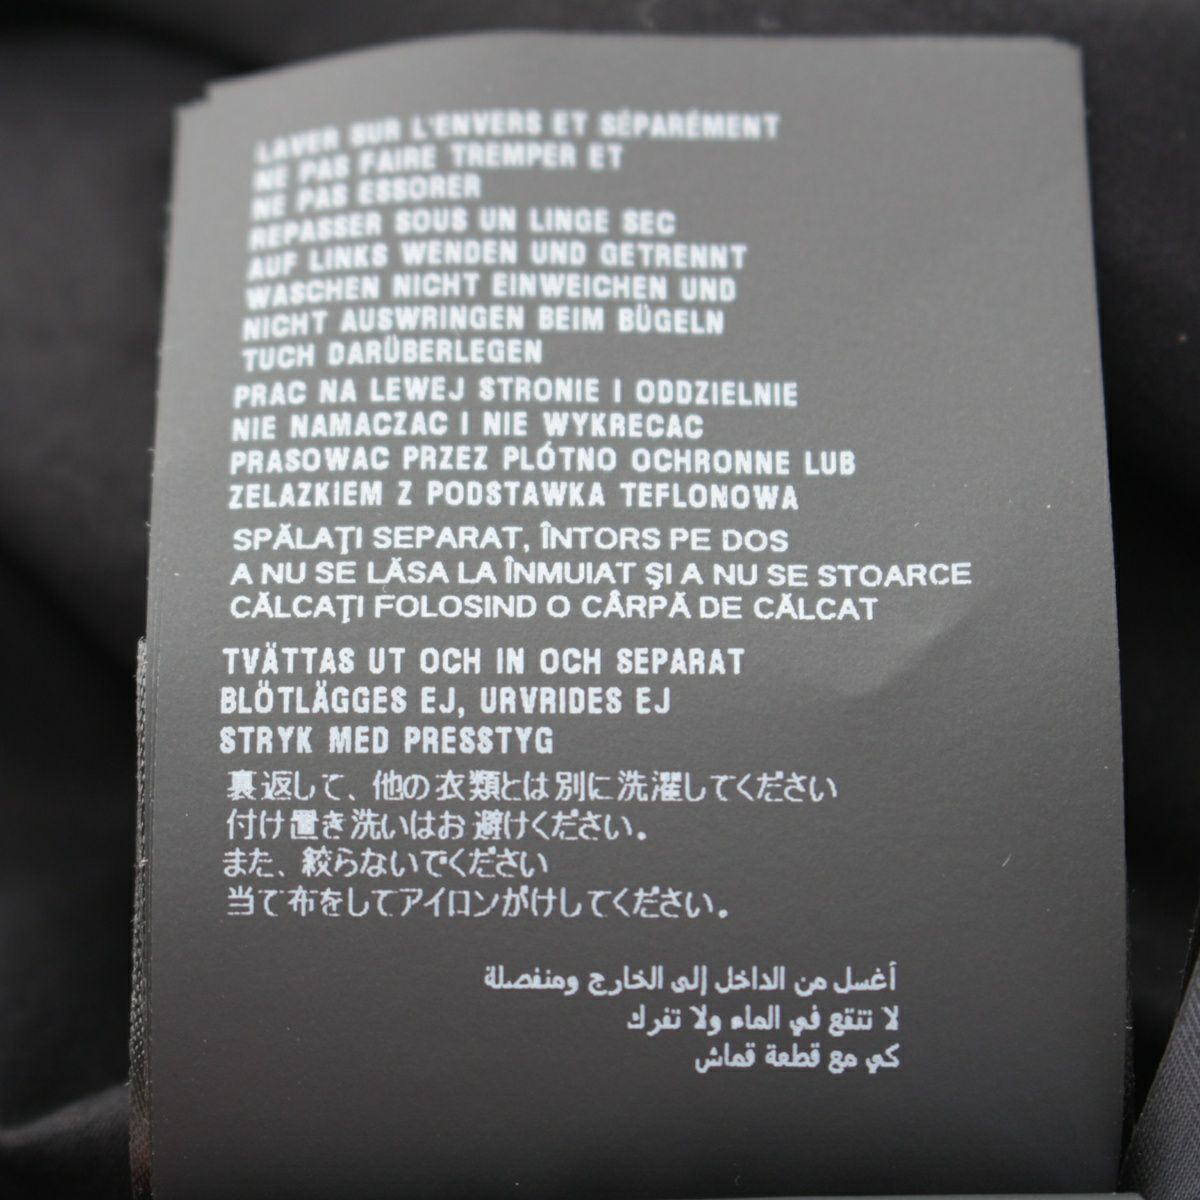 LAVER SUR L'ENVERS ET SÉPARÉMENT
NE PAS FAIRE TREMPER ET
NE PAS ESSORER
REPASSER SOUS UN LINGE SEC
AUF LINKS WENDEN UND GETRENNT
WASCHEN NICHT EINWEICHEN UND
NICHT AUSWRINGEN BEIM BÜGELN
TUCH DARÜBERLEGEN
PRAC NA LEWEJ STRONIE I ODDZIELNIE
NIE NAMACZAC I NIE WYKRECAC
PRASOWAC PRZEZ PLÓTNO OCHRONNE LUB
ZELAZKIEM Z PODSTAWKA TEFLONOWA
SPĂLAŢI SEPARAT, ÎNTORS PE DOS
A NU SE LĂSA LA ÎNMUIAT ŞI A NU SE STOARCE
CĂLCAŢI FOLOSIND O CÂRPĂ DE CĂLCAT
TVÄTTAS UT OCH IN OCH SEPARAT
BLÖTLÄGGES EJ, URVRIDES EJ
STRYK MED PRESSTYG
裏返して、他の衣類とは別に洗濯してください
付け置き洗いはお避けください。
また、絞らないでください
当て布をしてアイロンがけしてください。
أغسل من الداخل إلى الخارج ومنفصلة
لا تنقع في الماء ولا تفرك
كي مع قطعة قماش